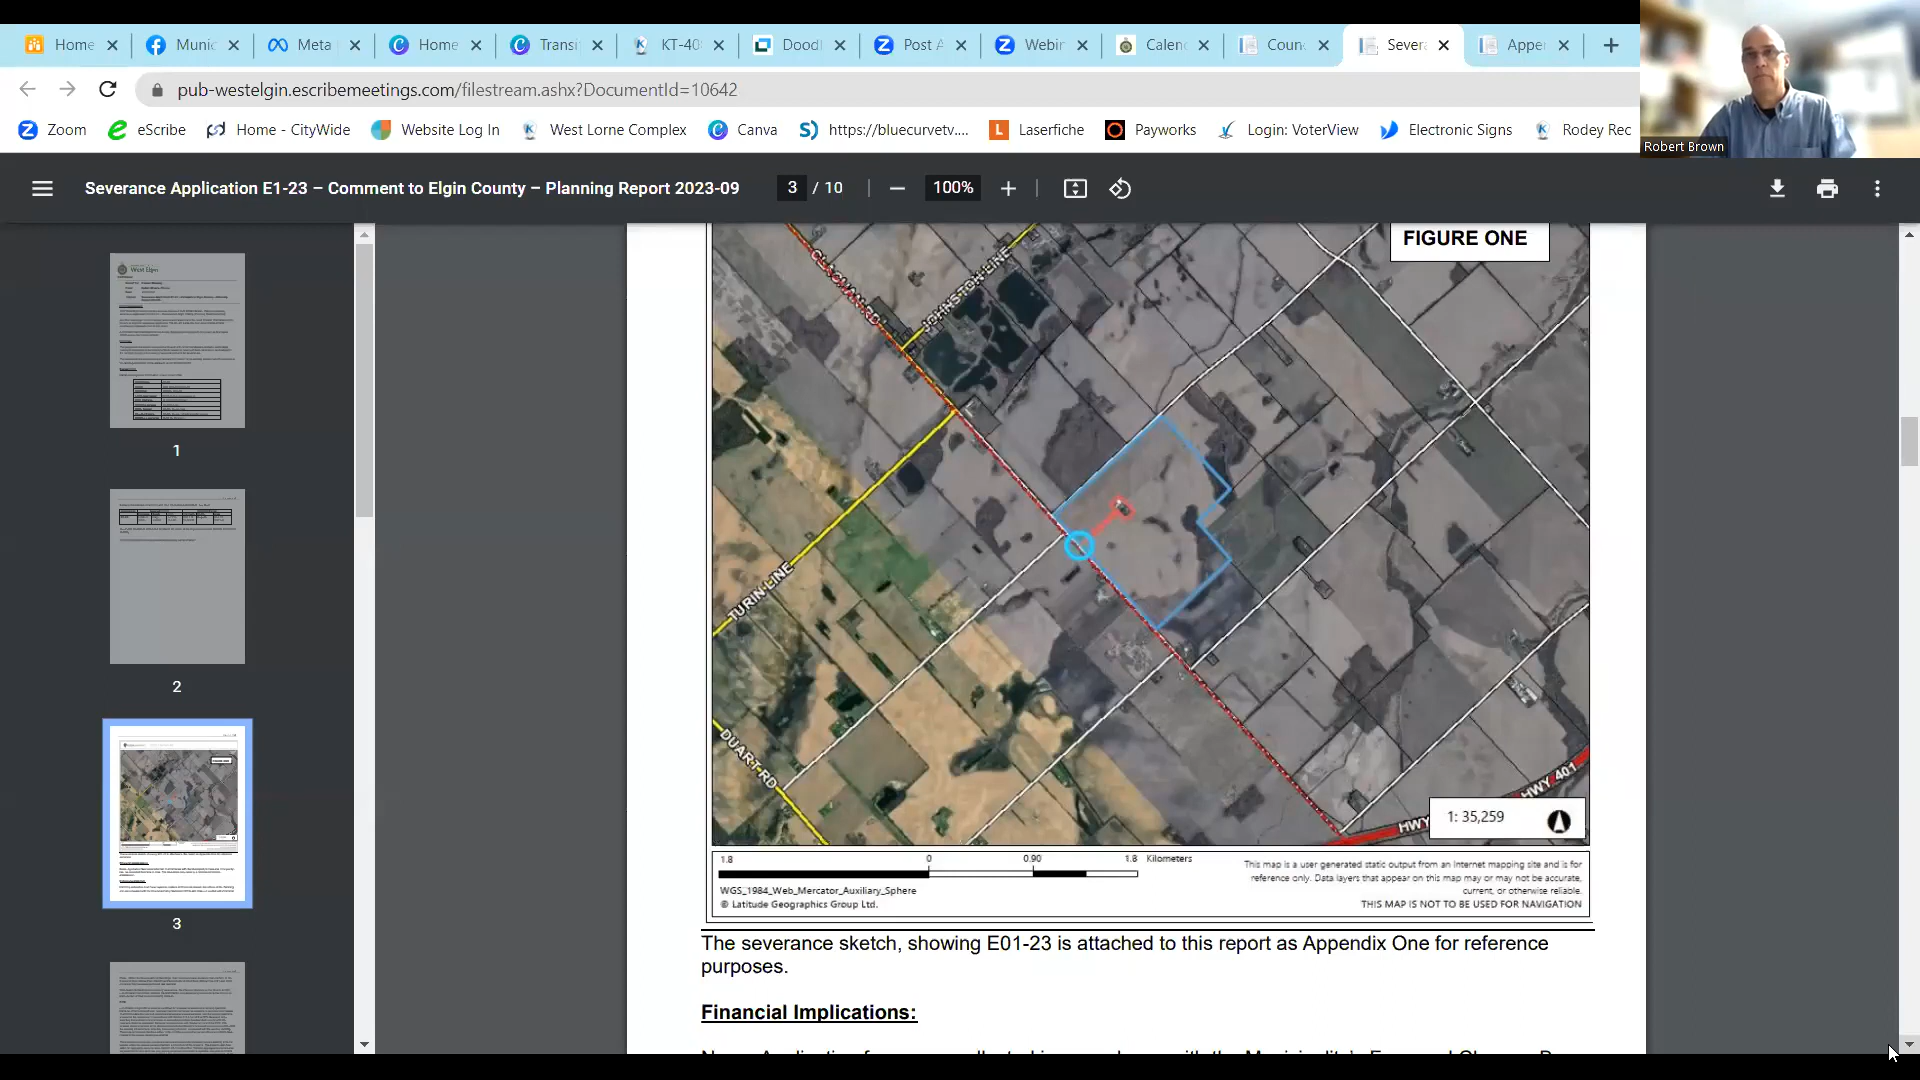 Home
Munic
Meta
Home
Transi
KT-40
Doodl
Post A
Webin
Calen
Counc
Severa
Appe
pub-westelgin.escribemeetings.com/filestream.ashx?DocumentId=10642
Zoom
eScribe
Home - CityWide
Website Log In
West Lorne Complex
Canva
https://bluecurvetv....
Laserfiche
Payworks
Login: VoterView
Electronic Signs
Rodey Rec
Robert Brown
Severance Application E1-23 – Comment to Elgin County – Planning Report 2023-09
3 / 10
100%
1
2
3
FIGURE ONE
CLACHAN RD
JOHNSTON LINE
TURIN LINE
DUART RD
HWY 401
HWY
1: 35,259
1.8 0 0.90 1.8 Kilometers
WGS_1984_Web_Mercator_Auxiliary_Sphere
© Latitude Geographics Group Ltd.
This map is a user generated static output from an Internet mapping site and is for
reference only. Data layers that appear on this map may or may not be accurate,
current, or otherwise reliable.
THIS MAP IS NOT TO BE USED FOR NAVIGATION
The severance sketch, showing E01-23 is attached to this report as Appendix One for reference
purposes.
Financial Implications: